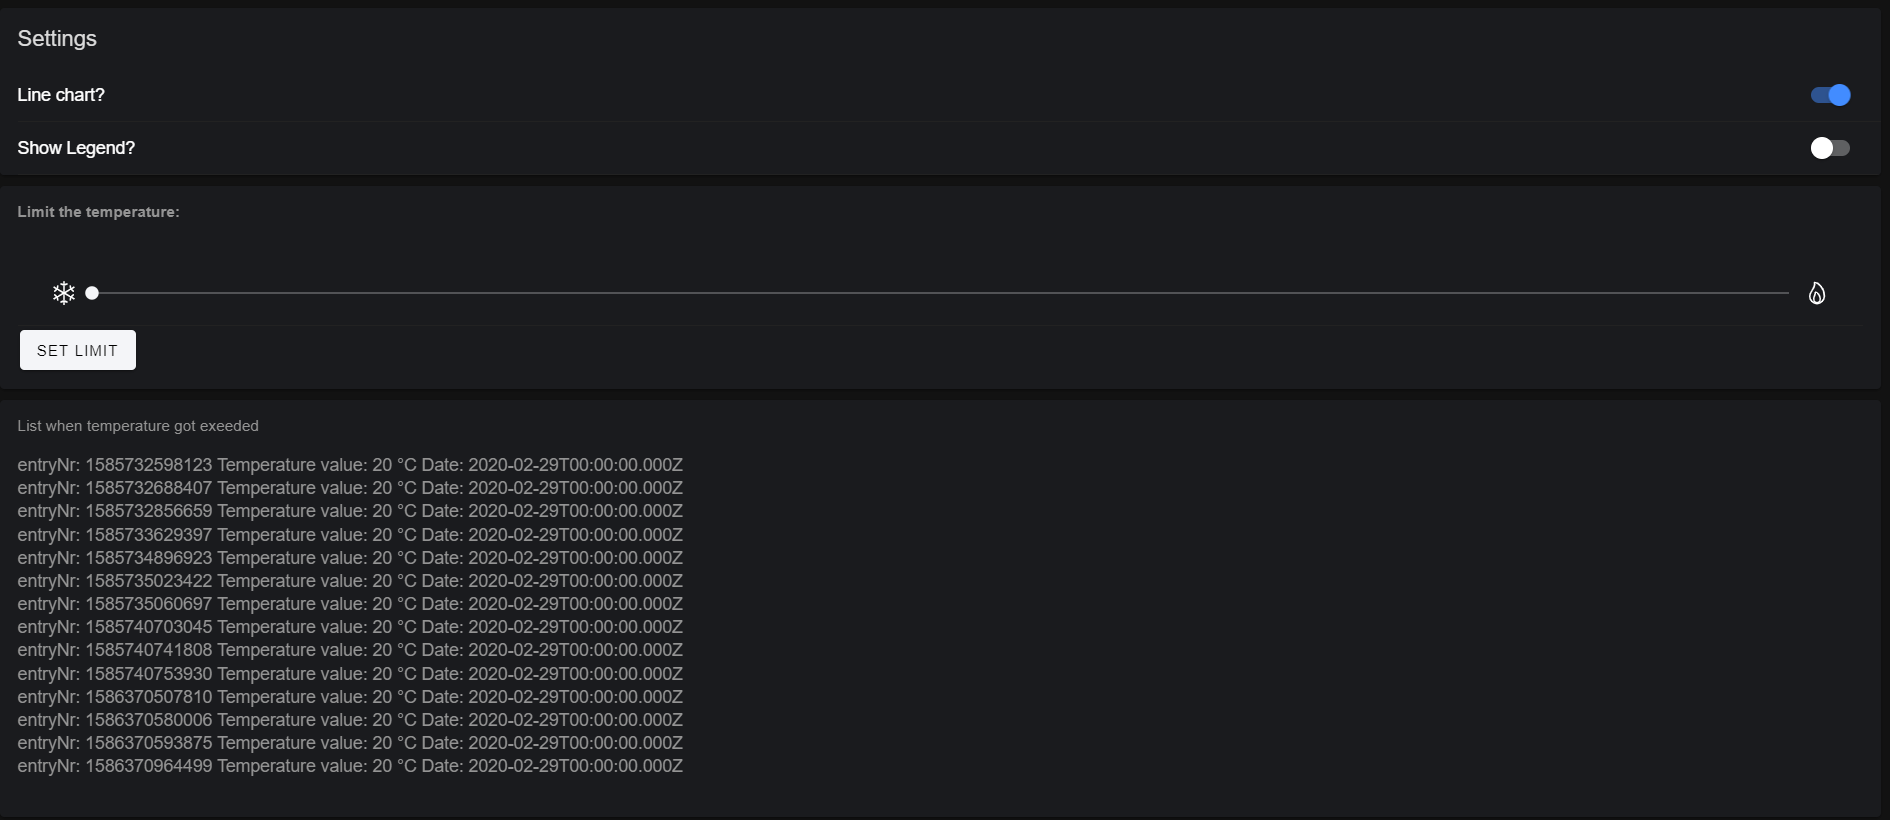 Settings
Line chart?
Show Legend?
Limit the temperature:
SET LIMIT
List when temperature got exeeded
entryNr: 1585732598123 Temperature value: 20 °C Date: 2020-02-29T00:00:00.000Z
entryNr: 1585732688407 Temperature value: 20 °C Date: 2020-02-29T00:00:00.000Z
entryNr: 1585732856659 Temperature value: 20 °C Date: 2020-02-29T00:00:00.000Z
entryNr: 1585733629397 Temperature value: 20 °C Date: 2020-02-29T00:00:00.000Z
entryNr: 1585734896923 Temperature value: 20 °C Date: 2020-02-29T00:00:00.000Z
entryNr: 1585735023422 Temperature value: 20 °C Date: 2020-02-29T00:00:00.000Z
entryNr: 1585735060697 Temperature value: 20 °C Date: 2020-02-29T00:00:00.000Z
entryNr: 1585740703045 Temperature value: 20 °C Date: 2020-02-29T00:00:00.000Z
entryNr: 1585740741808 Temperature value: 20 °C Date: 2020-02-29T00:00:00.000Z
entryNr: 1585740753930 Temperature value: 20 °C Date: 2020-02-29T00:00:00.000Z
entryNr: 1586370507810 Temperature value: 20 °C Date: 2020-02-29T00:00:00.000Z
entryNr: 1586370580006 Temperature value: 20 °C Date: 2020-02-29T00:00:00.000Z
entryNr: 1586370593875 Temperature value: 20 °C Date: 2020-02-29T00:00:00.000Z
entryNr: 1586370964499 Temperature value: 20 °C Date: 2020-02-29T00:00:00.000Z